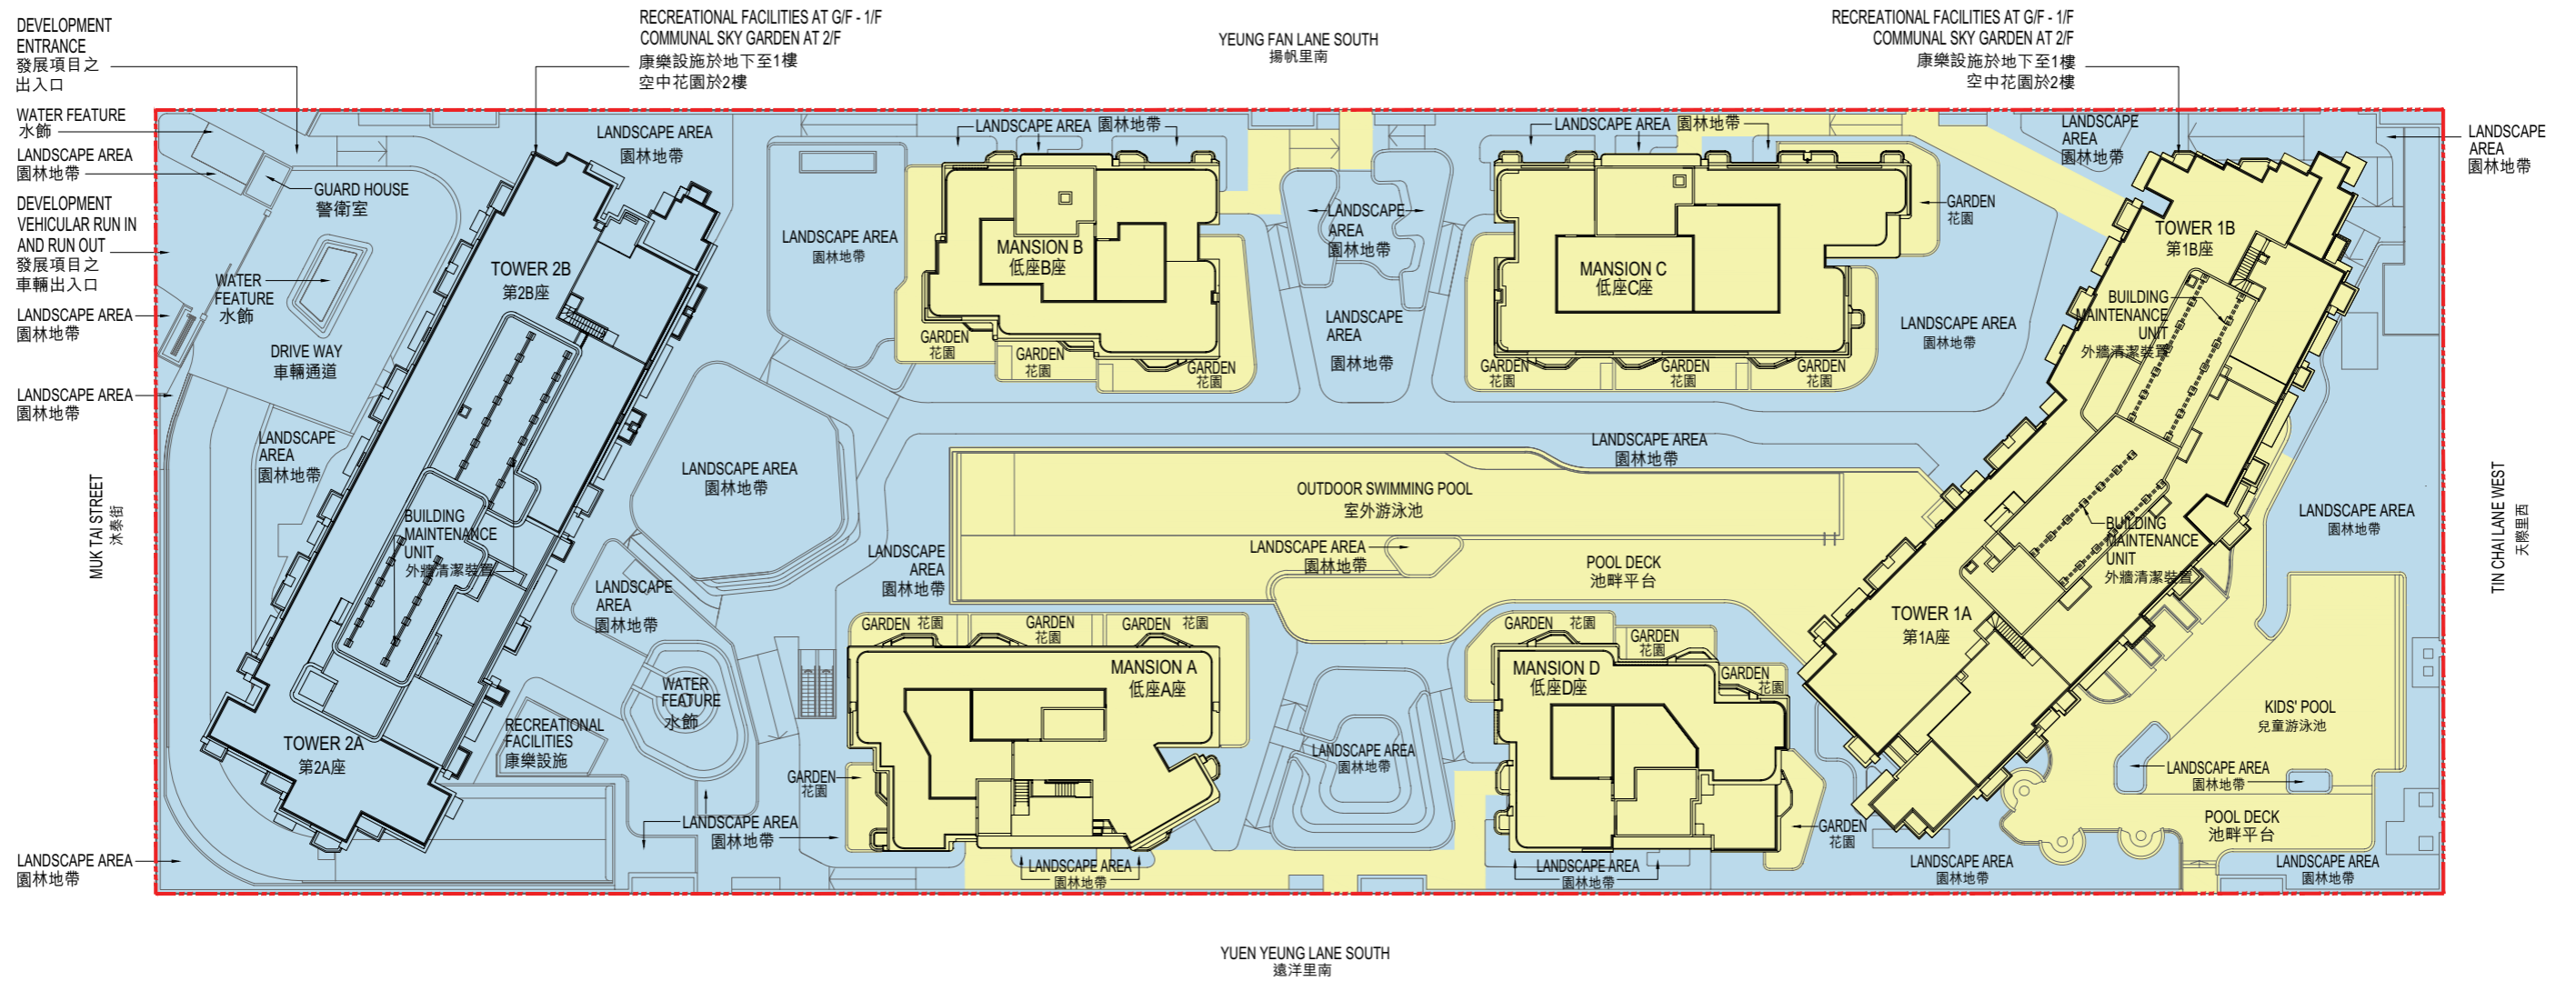 DEVELOPMENT
ENTRANCE
發展項目之
出入口
WATER FEATURE
水飾
LANDSCAPE AREA
園林地帶
DEVELOPMENT
VEHICULAR RUN IN
AND RUN OUT
發展項目之
車輛出入口
LANDSCAPE AREA
園林地帶
LANDSCAPE AREA
園林地帶
MUK TAI STREET
沐泰街
LANDSCAPE AREA
園林地帶
RECREATIONAL FACILITIES AT G/F - 1/F
COMMUNAL SKY GARDEN AT 2/F
康樂設施於地下至1樓
空中花園於2樓
YEUNG FAN LANE SOUTH
揚帆里南
RECREATIONAL FACILITIES AT G/F - 1/F
COMMUNAL SKY GARDEN AT 2/F
康樂設施於地下至1樓
空中花園於2樓
LANDSCAPE
AREA
園林地帶
GUARD HOUSE
警衛室
WATER
FEATURE
水飾
DRIVE WAY
車輛通道
LANDSCAPE
AREA
園林地帶
LANDSCAPE AREA
園林地帶
TOWER 2B
第2B座
BUILDING
MAINTENANCE
UNIT
外牆清潔裝置
TOWER 2A
第2A座
LANDSCAPE AREA
園林地帶
LANDSCAPE AREA
園林地帶
LANDSCAPE
AREA
園林地帶
WATER
FEATURE
水飾
RECREATIONAL
FACILITIES
康樂設施
LANDSCAPE AREA
園林地帶
LANDSCAPE AREA 園林地帶
MANSION B
低座B座
GARDEN
花園
GARDEN
花園
GARDEN
花園
LANDSCAPE
AREA
園林地帶
LANDSCAPE
AREA
園林地帶
LANDSCAPE AREA 園林地帶
MANSION C
低座C座
GARDEN
花園
GARDEN
花園
GARDEN
花園
GARDEN
花園
LANDSCAPE AREA
園林地帶
LANDSCAPE
AREA
園林地帶
TOWER 1B
第1B座
BUILDING
MAINTENANCE
UNIT
外牆清潔裝置
LANDSCAPE AREA
園林地帶
OUTDOOR SWIMMING POOL
室外游泳池
LANDSCAPE AREA
園林地帶
POOL DECK
池畔平台
LANDSCAPE
AREA
園林地帶
BUILDING
MAINTENANCE
UNIT
外牆清潔裝置
TOWER 1A
第1A座
LANDSCAPE AREA
園林地帶
TIN CHAI LANE WEST
天際里西
GARDEN 花園
GARDEN
花園
GARDEN 花園
MANSION A
低座A座
GARDEN
花園
LANDSCAPE AREA
園林地帶
LANDSCAPE AREA
園林地帶
GARDEN 花園
GARDEN
花園
GARDEN
花園
MANSION D
低座D座
GARDEN
花園
LANDSCAPE AREA
園林地帶
KIDS' POOL
兒童游泳池
LANDSCAPE AREA
園林地帶
POOL DECK
池畔平台
LANDSCAPE AREA
園林地帶
LANDSCAPE AREA
園林地帶
YUEN YEUNG LANE SOUTH
遠洋里南